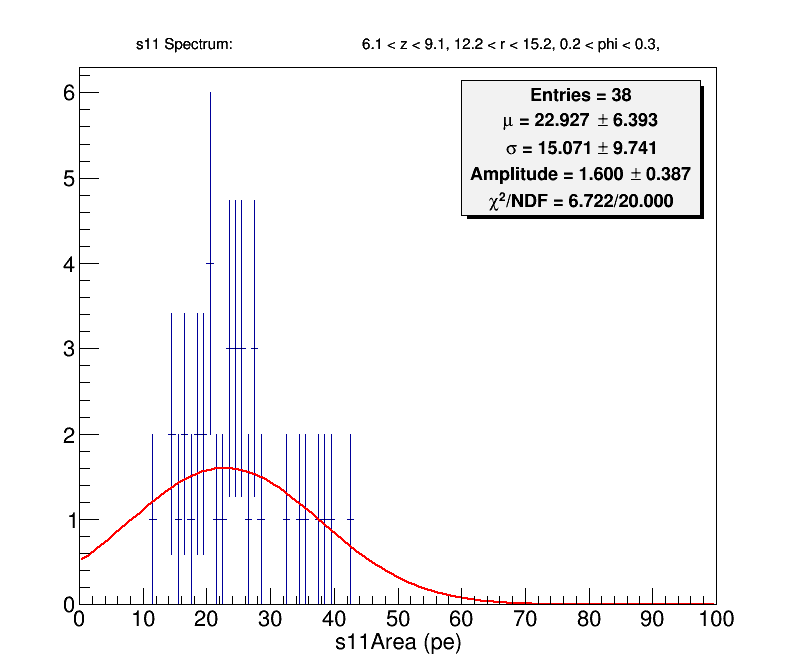 s11 Spectrum: 6.1 < z < 9.1, 12.2 < r < 15.2, 0.2 < phi < 0.3,
Entries = 38
μ = 22.927 ± 6.393
σ = 15.071 ± 9.741
Amplitude = 1.600 ± 0.387
χ²/NDF = 6.722/20.000
6
5
4
3
2
1
0
0 10 20 30 40 50 60 70 80 90 100
s11Area (pe)